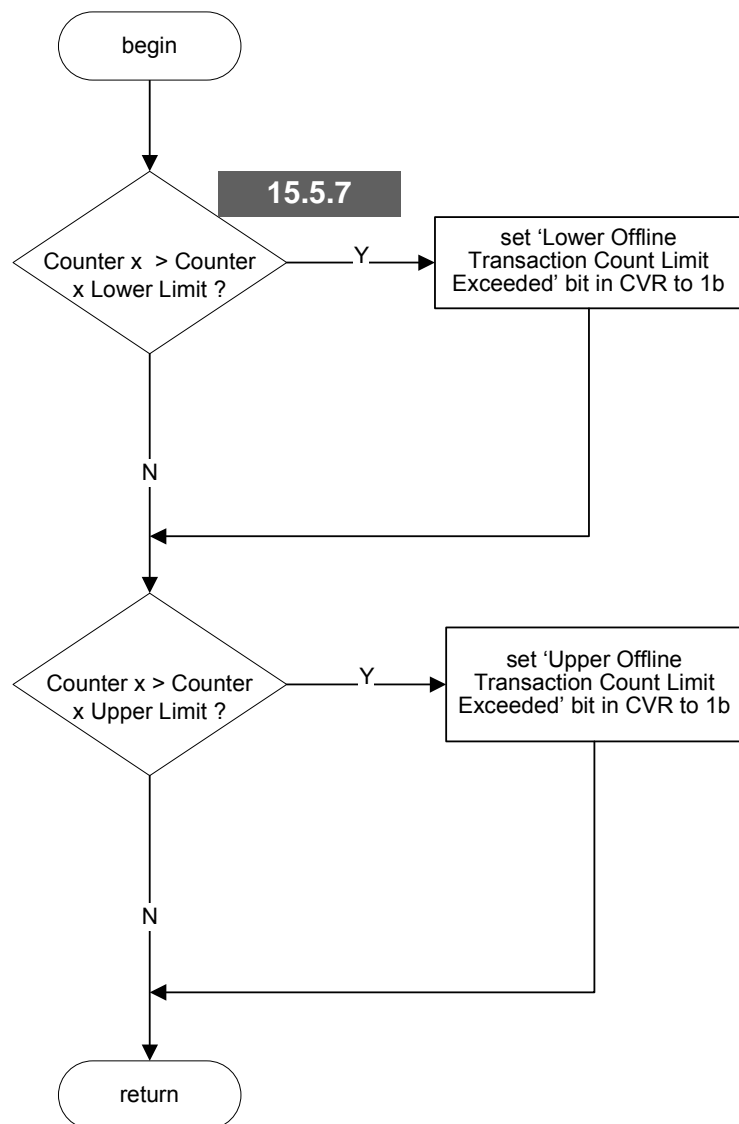 begin
15.5.7
Counter x > Counter
x Lower Limit ?
Y
set ‘Lower Offline
Transaction Count Limit
Exceeded’ bit in CVR to 1b
N
Counter x > Counter
x Upper Limit ?
Y
set ‘Upper Offline
Transaction Count Limit
Exceeded’ bit in CVR to 1b
N
return